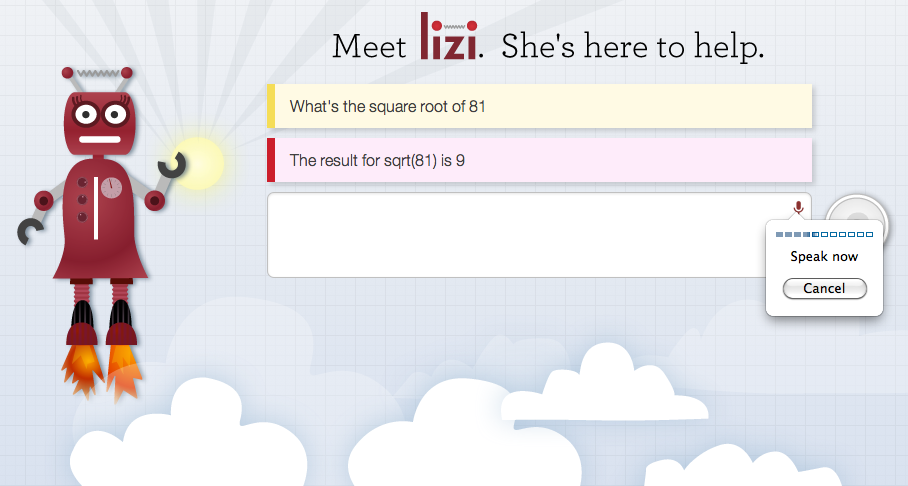 Meet lizi. She's here to help.
What's the square root of 81
The result for sqrt(81) is 9
Speak now
Cancel